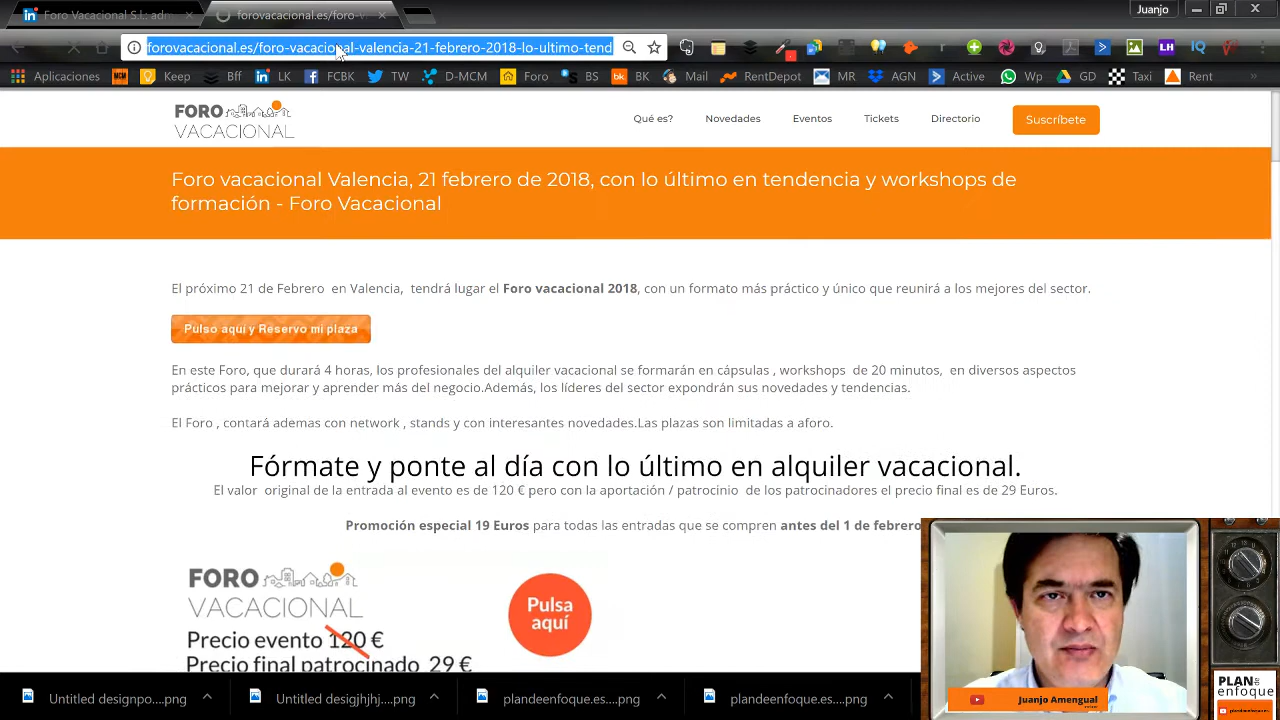 Foro Vacacional S.l.: adm
forovacacional.es/foro-v
Juanjo
forovacacional.es/foro-vacacional-valencia-21-febrero-2018-lo-ultimo-tend
Aplicaciones
Keep
Bff
LK
FCBK
TW
D-MCM
Foro
BS
BK
Mail
RentDepot
MR
AGN
Active
Wp
GD
Taxi
Rent
»
FORO
VACACIONAL
Qué es?
Novedades
Eventos
Tickets
Directorio
Suscríbete
Foro vacacional Valencia, 21 febrero de 2018, con lo último en tendencia y workshops de
formación - Foro Vacacional
El próximo 21 de Febrero en Valencia, tendrá lugar el Foro vacacional 2018, con un formato más práctico y único que reunirá a los mejores del sector.
Pulso aquí y Reservo mi plaza
En este Foro, que durará 4 horas, los profesionales del alquiler vacacional se formarán en cápsulas , workshops de 20 minutos, en diversos aspectos
prácticos para mejorar y aprender más del negocio.Además, los líderes del sector expondrán sus novedades y tendencias.
El Foro , contará ademas con network , stands y con interesantes novedades.Las plazas son limitadas a aforo.
Fórmate y ponte al día con lo último en alquiler vacacional.
El valor original de la entrada al evento es de 120 € pero con la aportación / patrocinio de los patrocinadores el precio final es de 29 Euros.
Promoción especial 19 Euros para todas las entradas que se compren antes del 1 de febrero
FORO
VACACIONAL
Precio evento 120 €
Precio final patrocinado 29 €
Pulsa
aquí
Juanjo Amengual
PLAN de
enfoque
plandeenfoque.es
Untitled designpo....png
Untitled desigjhjhj....png
plandeenfoque.es....png
plandeenfoque.es....png